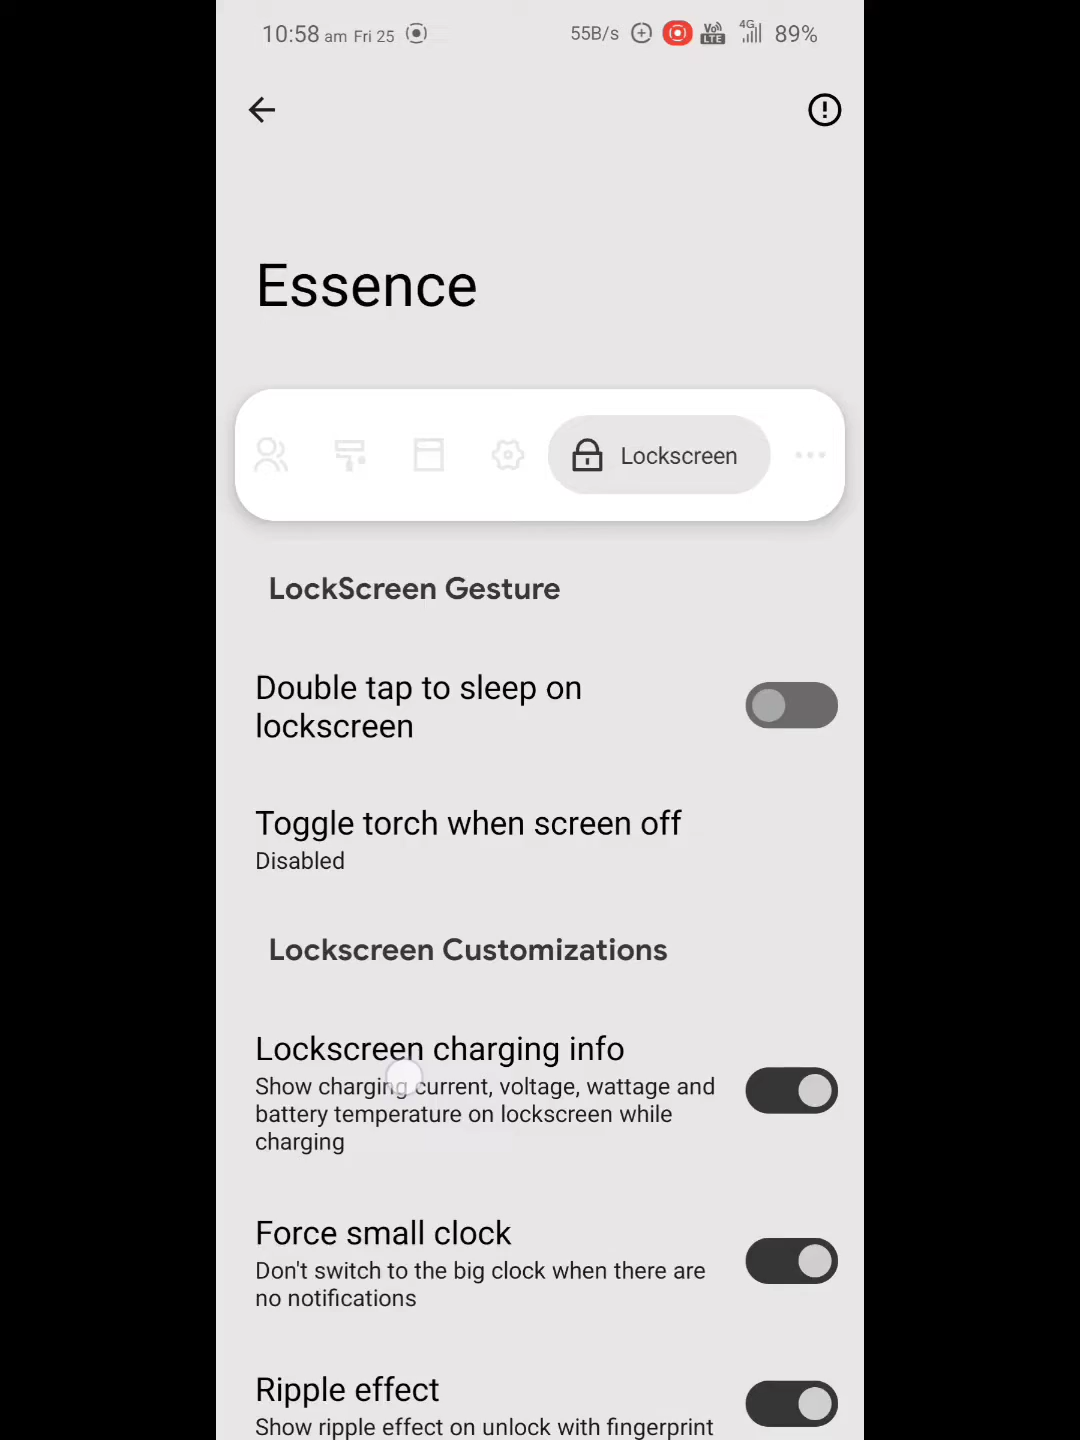 10:58 am Fri 25
55B/s Vo)) LTE 4G 89%
Essence
Lockscreen
LockScreen Gesture
Double tap to sleep on
lockscreen
Toggle torch when screen off
Disabled
Lockscreen Customizations
Lockscreen charging info
Show charging current, voltage, wattage and
battery temperature on lockscreen while
charging
Force small clock
Don't switch to the big clock when there are
no notifications
Ripple effect
Show ripple effect on unlock with fingerprint